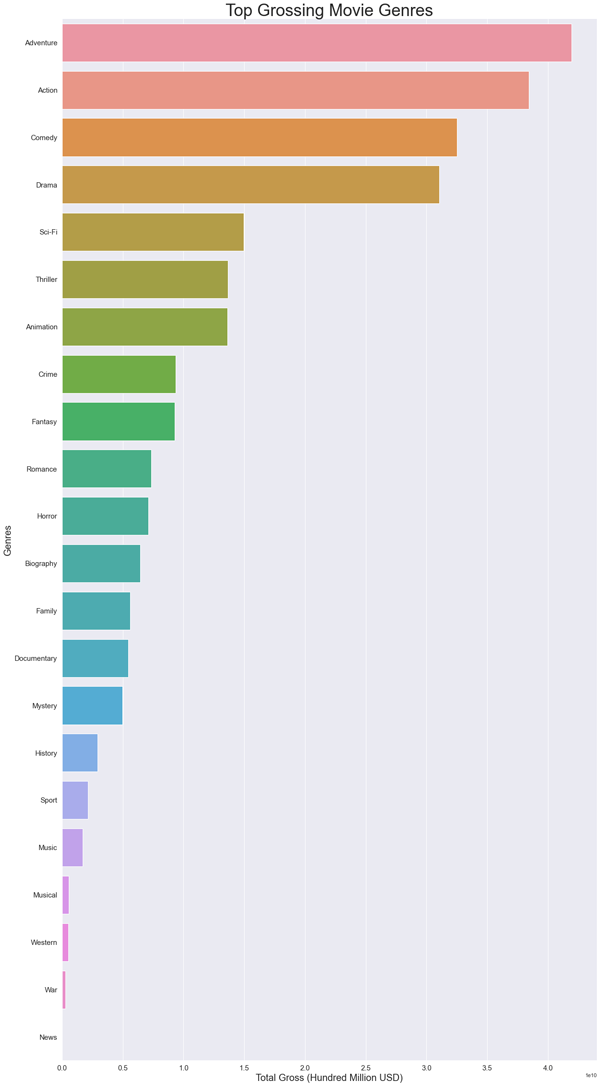 Top Grossing Movie Genres
Adventure
Action
Comedy
Drama
Sci-Fi
Thriller
Animation
Crime
Fantasy
Romance
Horror
Genres
Biography
Family
Documentary
Mystery
History
Sport
Music
Musical
Western
War
News
0.0 0.5 1.0 1.5 2.0 2.5 3.0 3.5 4.0
Total Gross (Hundred Million USD)
1e10